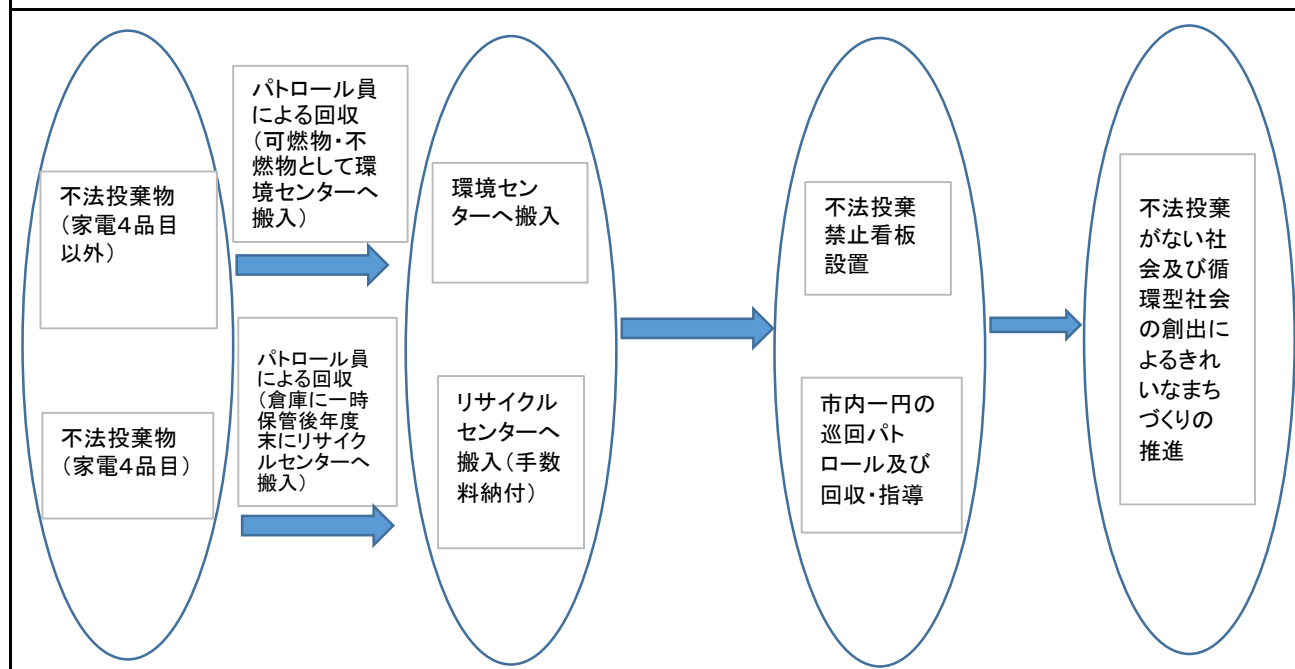 不法投棄物
(家電4品目
以外)
パトロール員
による回収
(可燃物・不
燃物として環
境センターへ
搬入)
環境セン
ターへ搬入
不法投棄物
(家電4品目)
パトロール員
による回収
(倉庫に一時
保管後年度
末にリサイク
ルセンターへ
搬入)
リサイクル
センターへ
搬入(手数
料納付)
不法投棄
禁止看板
設置
市内一円の
巡回パト
ロール及び
回収・指導
不法投棄
がない社
会及び循
環型社会
の創出に
よるきれ
いなまち
づくりの
推進